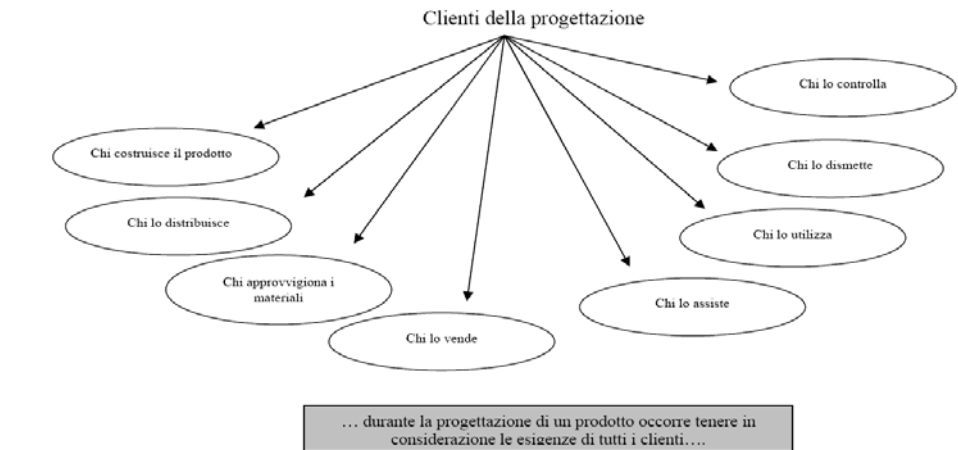 Clienti della progettazione
Chi lo controlla
Chi costruisce il prodotto
Chi lo dismette
Chi lo distribuisce
Chi lo utilizza
Chi approvvigiona i
materiali
Chi lo assiste
Chi lo vende
… durante la progettazione di un prodotto occorre tenere in
considerazione le esigenze di tutti i clienti….